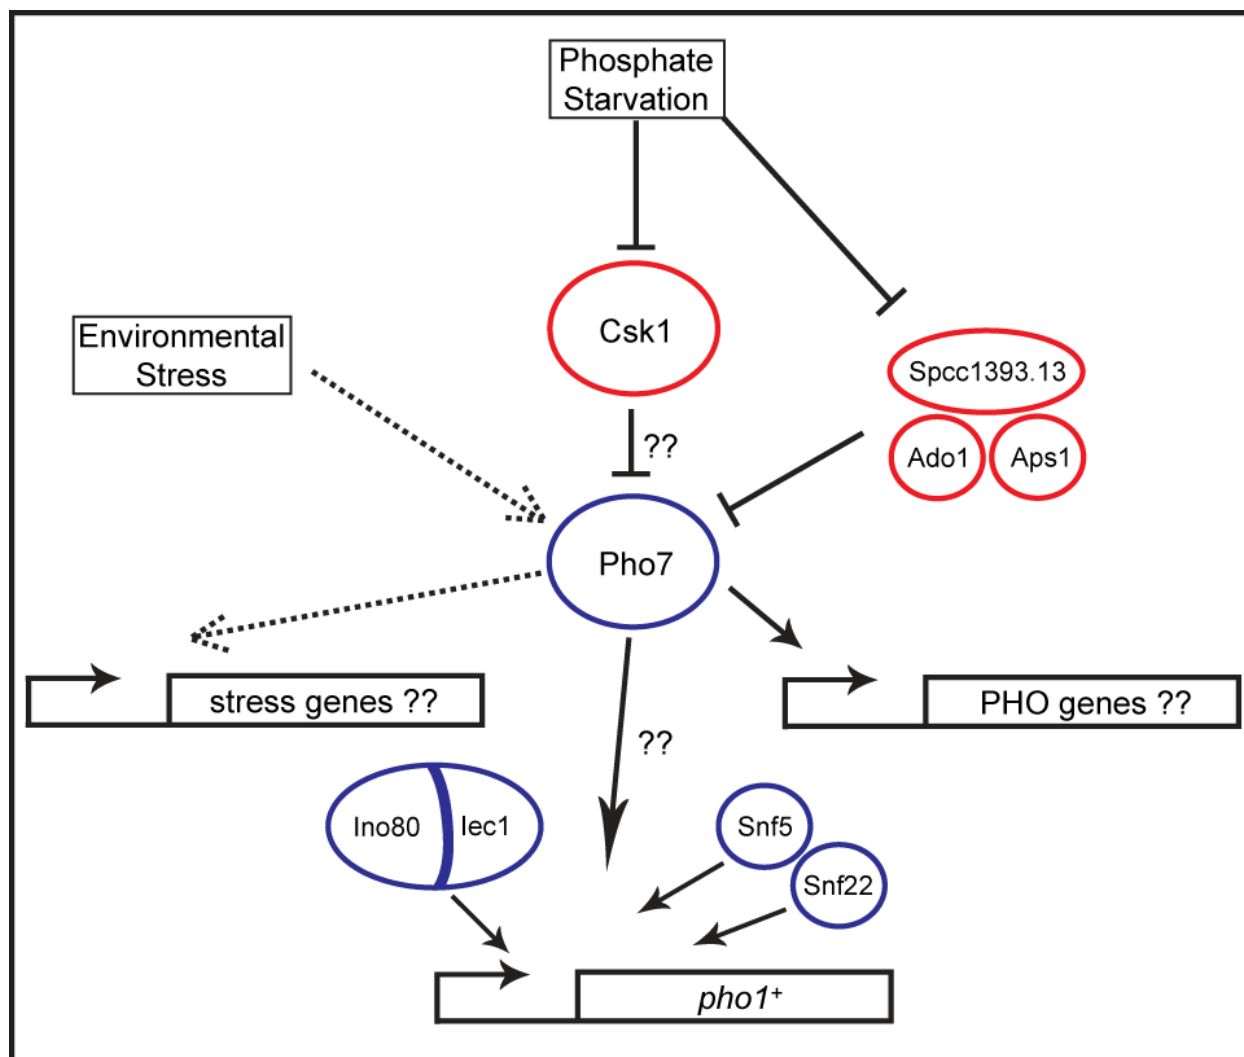 Phosphate
Starvation
Environmental
Stress
Csk1
Spcc1393.13
Ado1
Aps1
??
Pho7
stress genes ??
PHO genes ??
??
Ino80
Iec1
Snf5
Snf22
pho1+